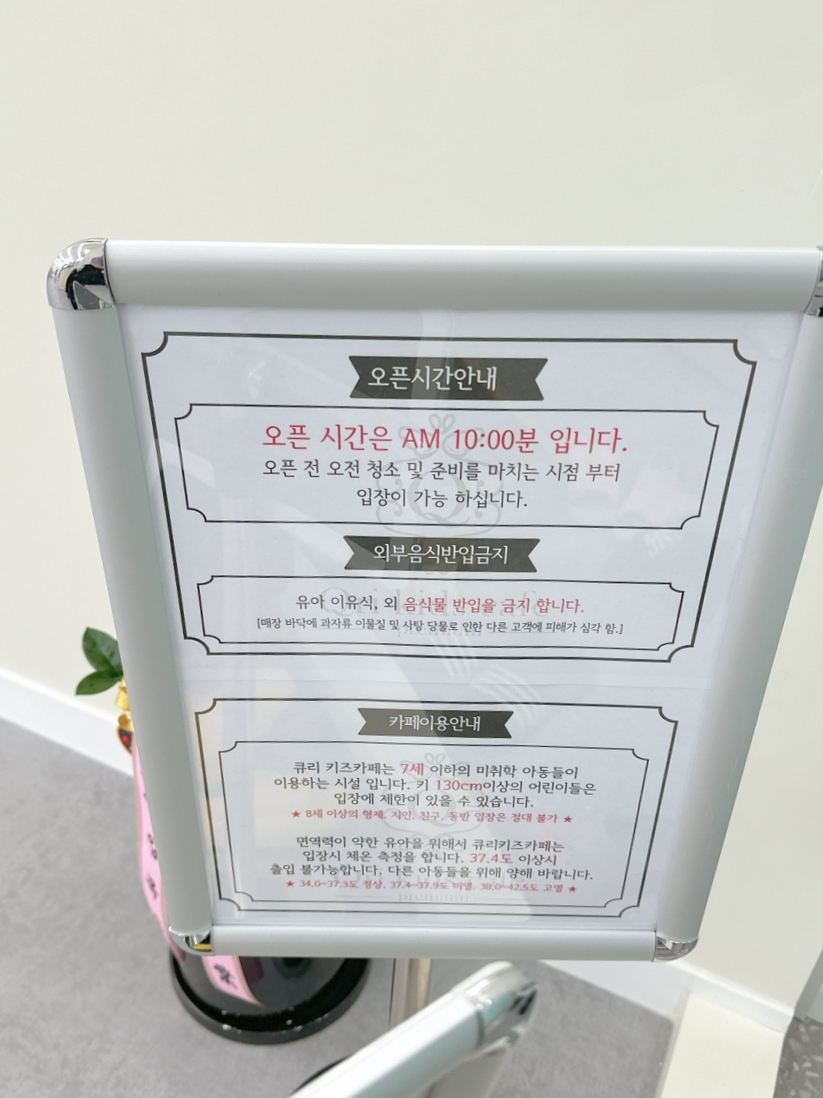 오픈시간안내
오픈 시간은 AM 10:00분 입니다.
오픈 전 오전 청소 및 준비를 마치는 시점 부터
입장이 가능 하십니다.
외부음식반입금지
유아 이유식, 외 음식물 반입을 금지 합니다.
[매장 바닥에 과자류 이물질 및 사탕 당물로 인한 다른 고객에 피해가 심각 함.]
카페이용안내
큐리 키즈카페는 7세 이하의 미취학 아동들이
이용하는 시설 입니다. 키 130cm이상의 어린이들은
입장에 제한이 있을 수 있습니다.
★ 8세 이상의 형제, 지인, 친구, 동반 입장은 절대 불가 ★
면역력이 약한 유아을 위해서 큐리키즈카페는
입장시 체온 측정을 합니다. 37.4도 이상시
출입 불가능합니다. 다른 아동들을 위해 양해 바랍니다.
★ 34.0~37.3도 정상, 37.4~37.9도 미열, 38.0~42.5도 고열 ★
premium